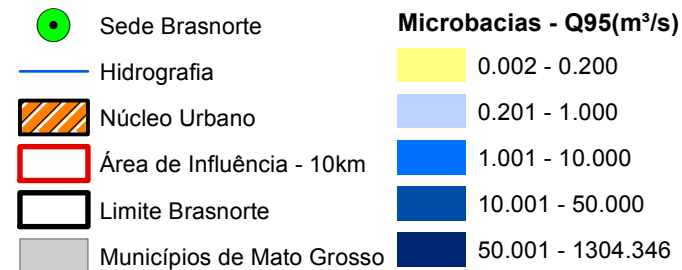 Sede Brasnorte
Hidrografia
Núcleo Urbano
Área de Influência - 10km
Limite Brasnorte
Municípios de Mato Grosso
Microbacias - Q95(m³/s)
0.002 - 0.200
0.201 - 1.000
1.001 - 10.000
10.001 - 50.000
50.001 - 1304.346